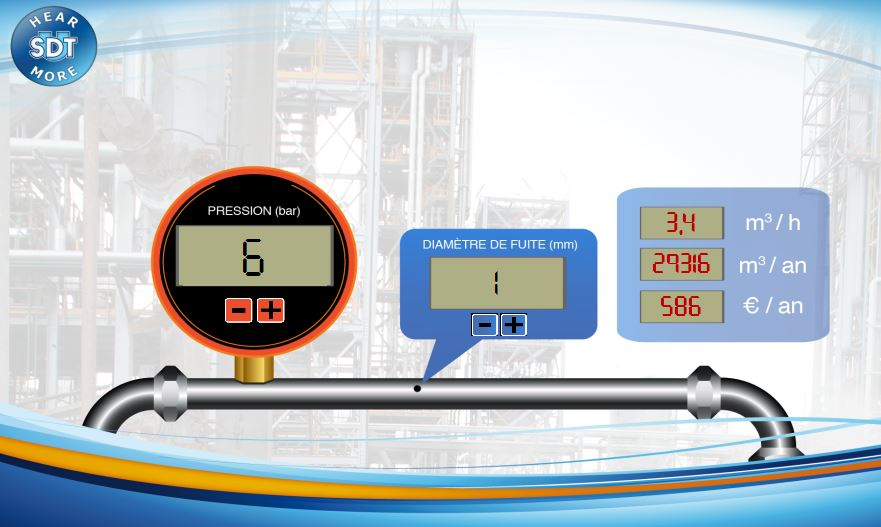 HEAR
SDT
MORE
PRESSION (bar)
6
DIAMÈTRE DE FUITE (mm)
1
3,4 m³ / h
29316 m³ / an
586 € / an